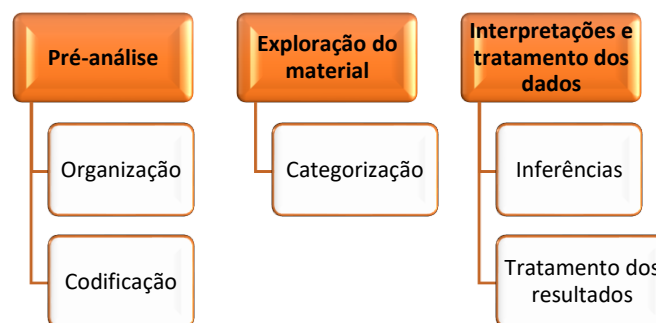 Pré-análise
Organização
Codificação
Exploração do
material
Categorização
Interpretações e
tratamento dos
dados
Inferências
Tratamento dos
resultados